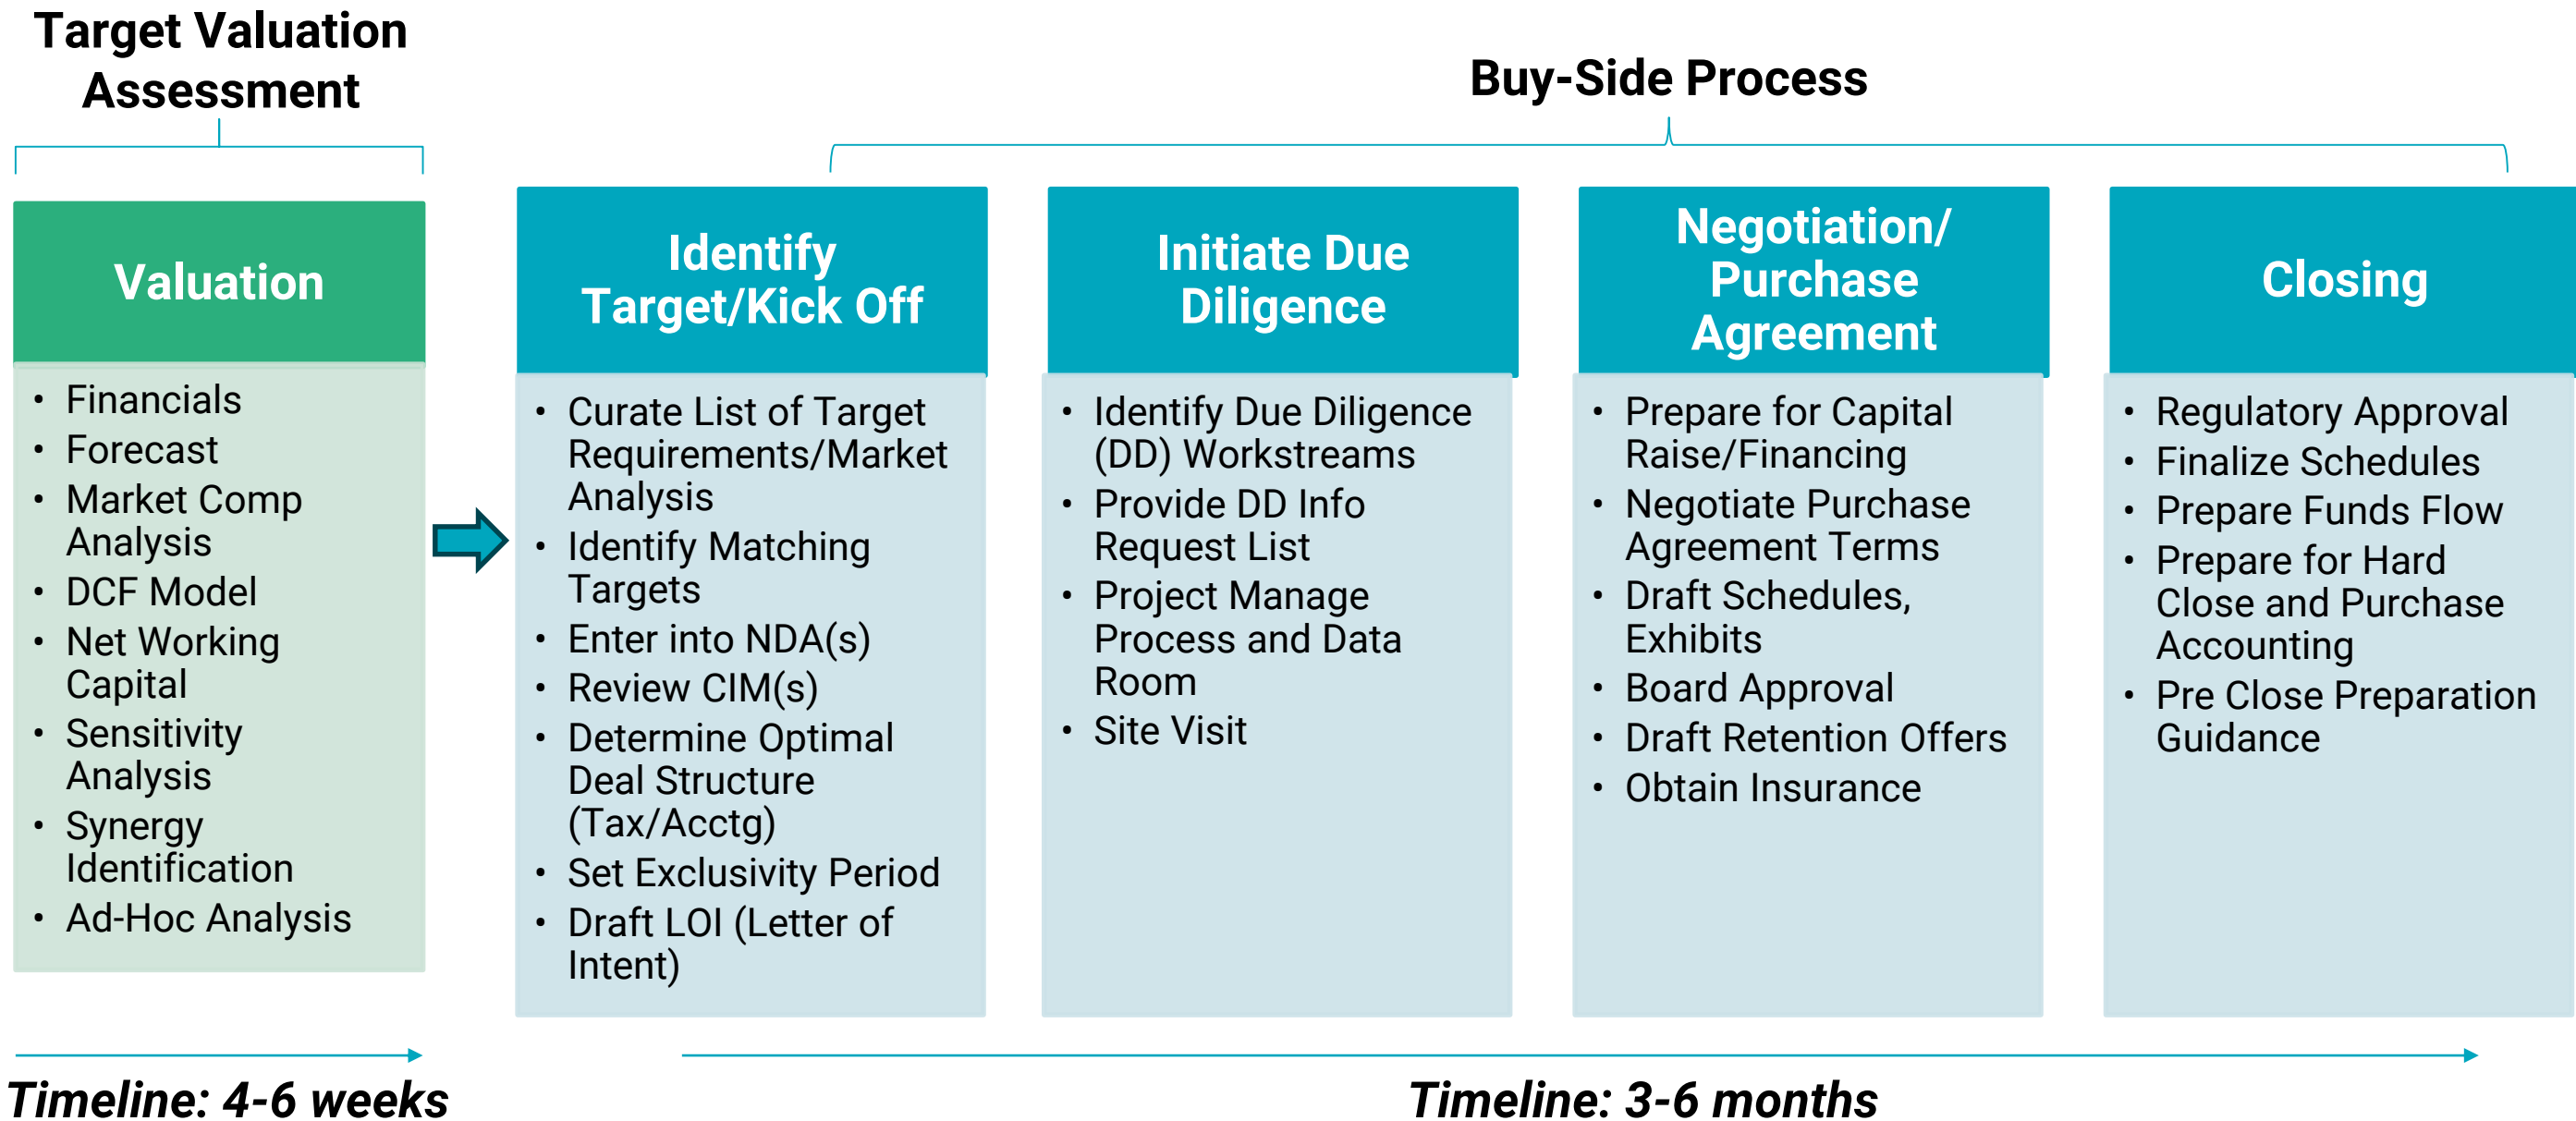 Target Valuation
Assessment
Buy-Side Process
Valuation
• Financials
• Forecast
• Market Comp
Analysis
• DCF Model
• Net Working
Capital
• Sensitivity
Analysis
• Synergy
Identification
• Ad-Hoc Analysis
Identify
Target/Kick Off
• Curate List of Target
Requirements/Market
Analysis
• Identify Matching
Targets
• Enter into NDA(s)
• Review CIM(s)
• Determine Optimal
Deal Structure
(Tax/Acctg)
• Set Exclusivity Period
• Draft LOI (Letter of
Intent)
Initiate Due
Diligence
• Identify Due Diligence
(DD) Workstreams
• Provide DD Info
Request List
• Project Manage
Process and Data
Room
• Site Visit
Negotiation/
Purchase
Agreement
• Prepare for Capital
Raise/Financing
• Negotiate Purchase
Agreement Terms
• Draft Schedules,
Exhibits
• Board Approval
• Draft Retention Offers
• Obtain Insurance
Closing
• Regulatory Approval
• Finalize Schedules
• Prepare Funds Flow
• Prepare for Hard
Close and Purchase
Accounting
• Pre Close Preparation
Guidance
Timeline: 4-6 weeks
Timeline: 3-6 months